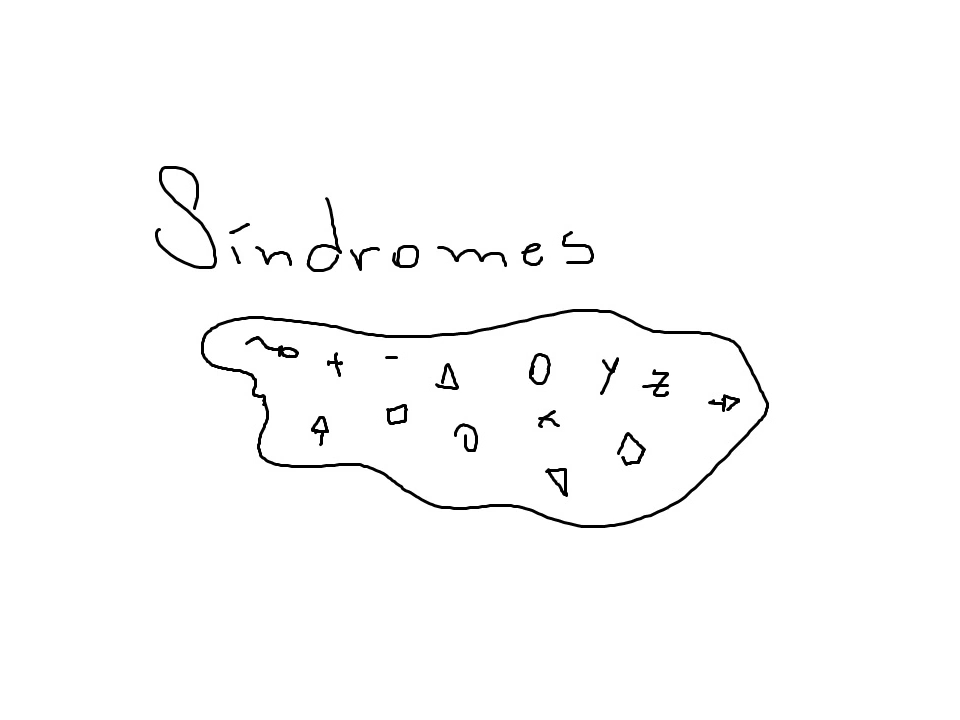 Síndromes
+ - Δ O y z